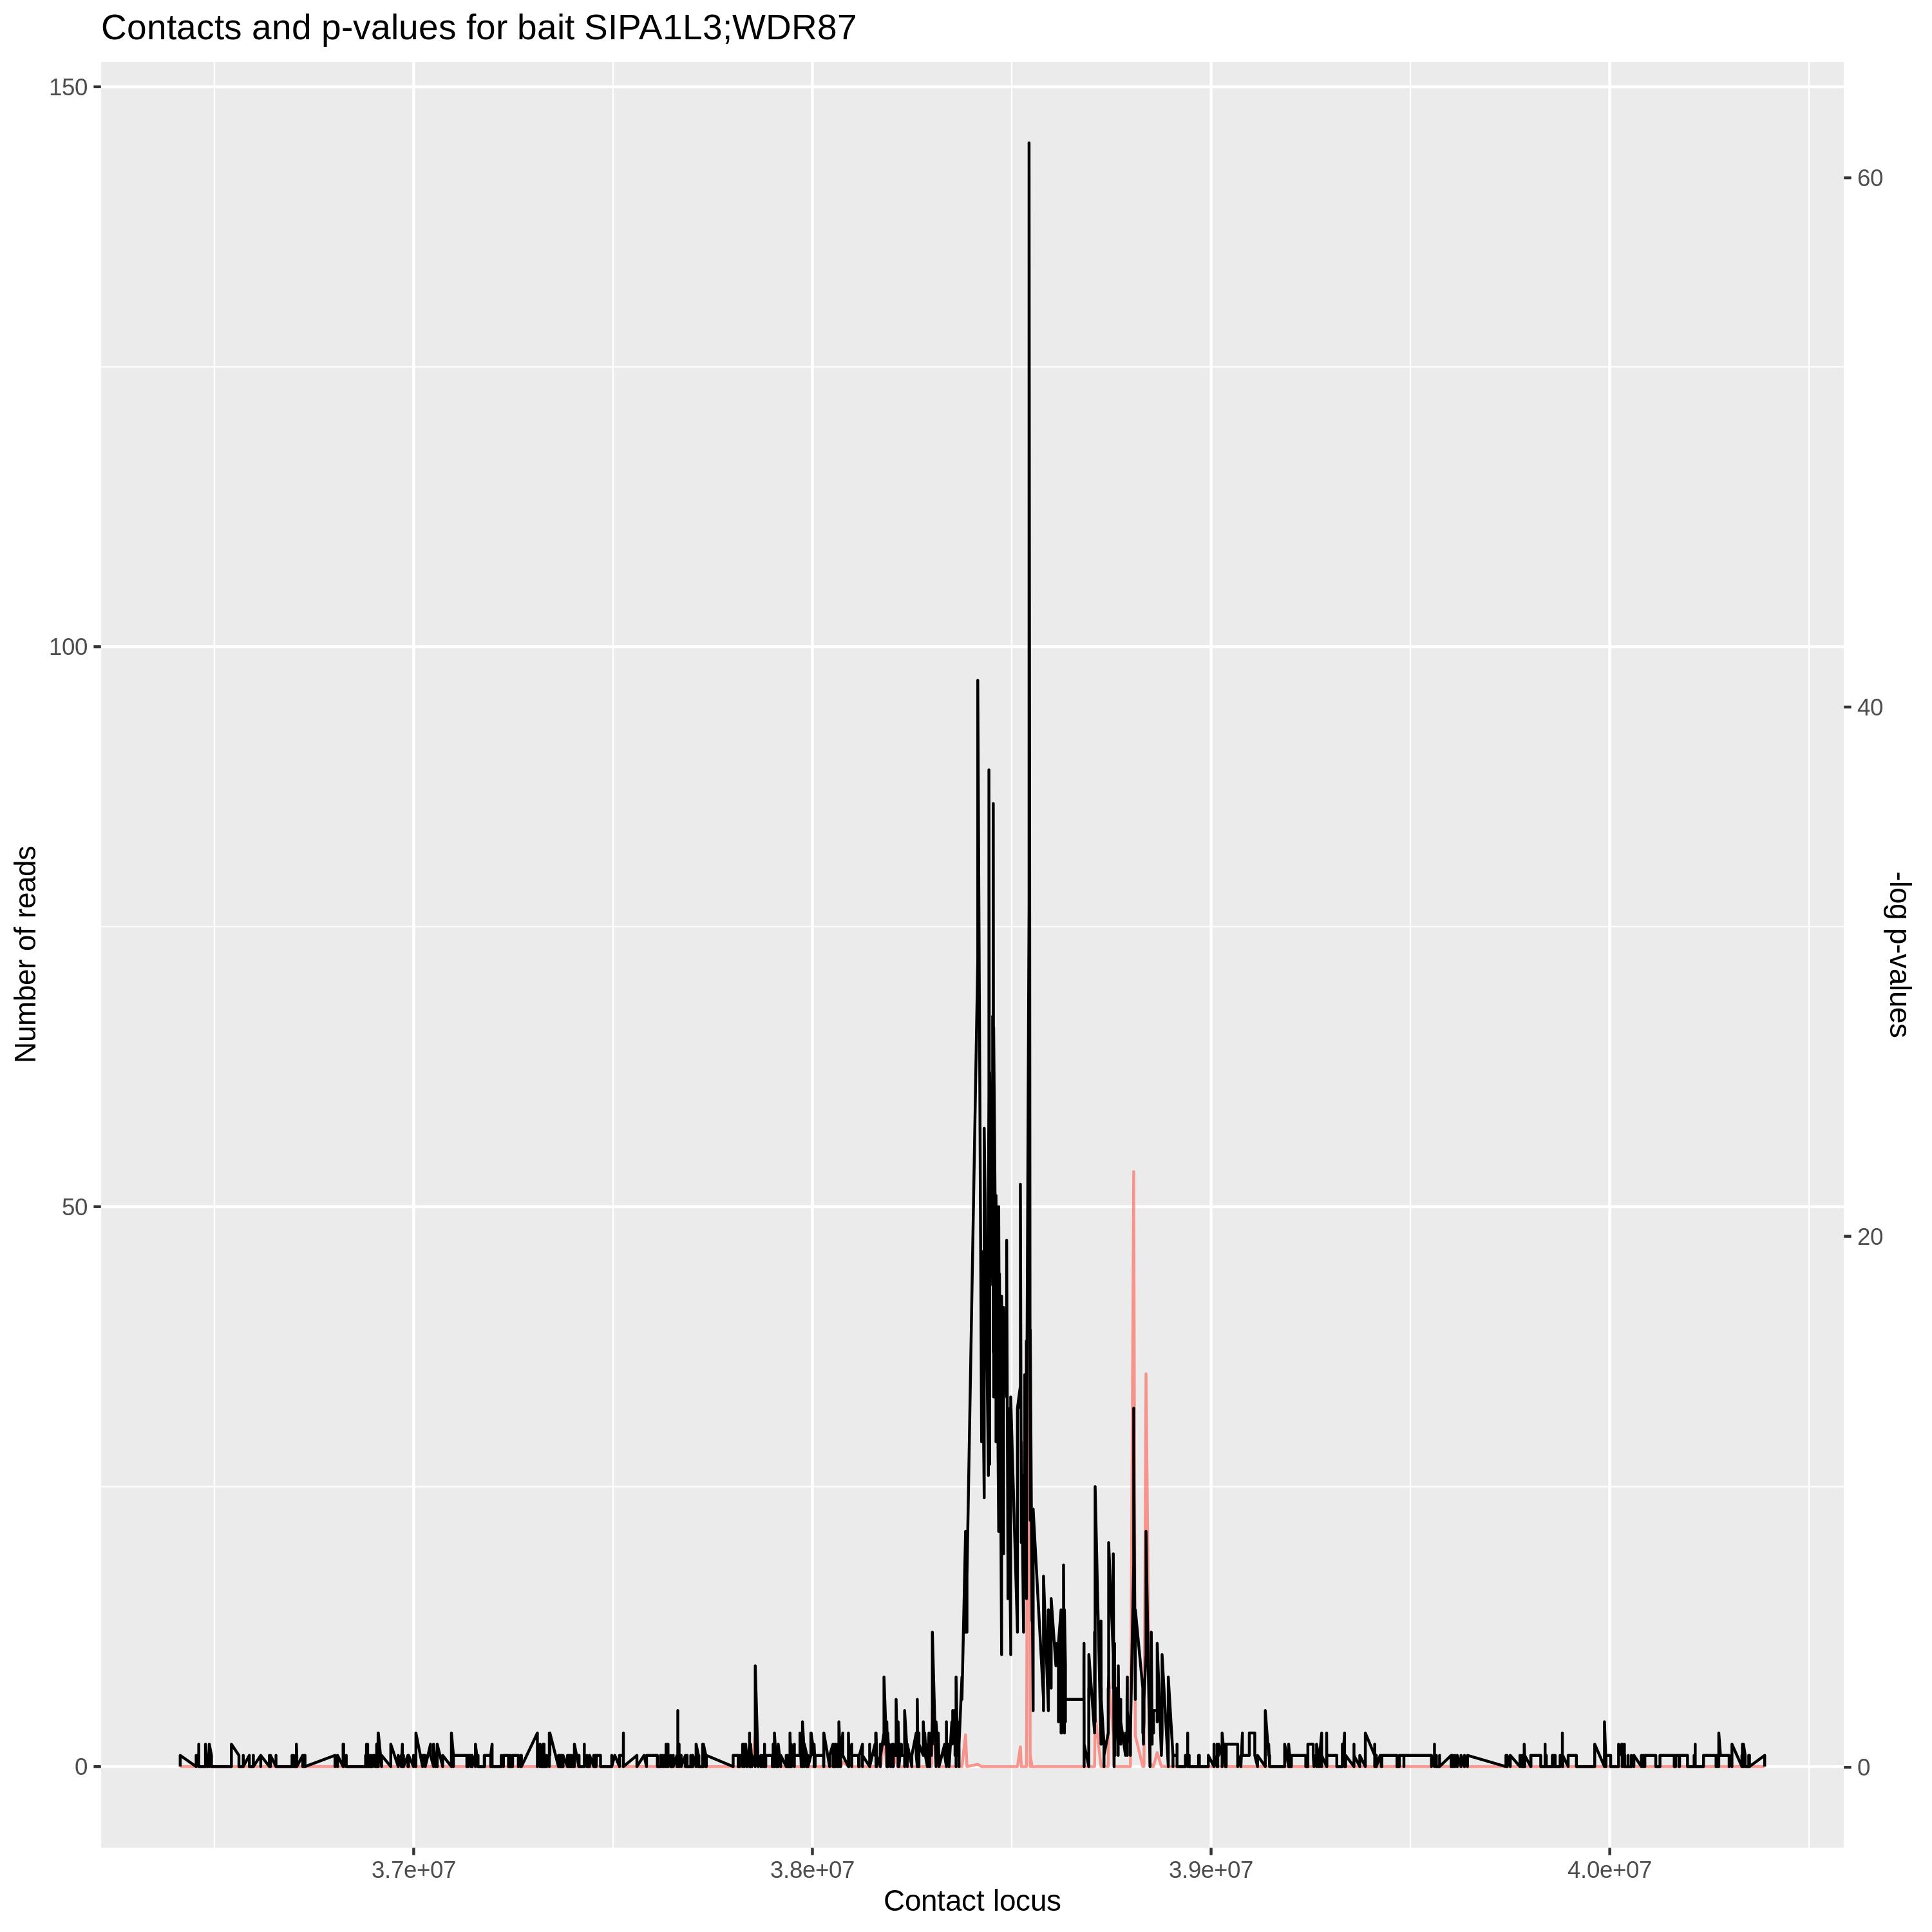 Contacts and p-values for bait SIPA1L3;WDR87
150
100
50
0
Number of reads
60
40
20
0
-log p-values
3.7e+07 3.8e+07 3.9e+07 4.0e+07
Contact locus